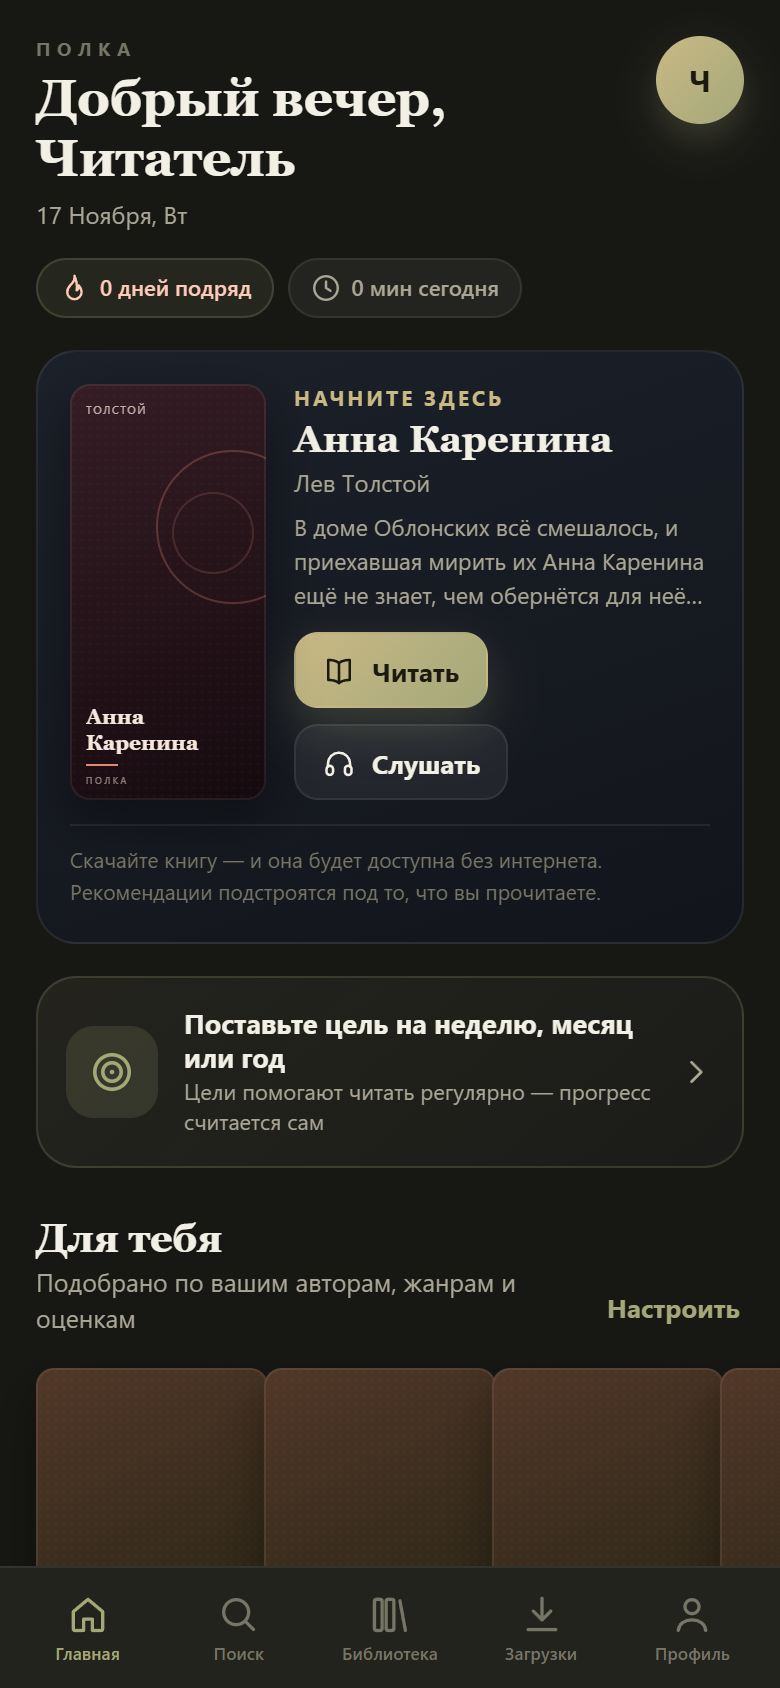 ПОЛКА
Добрый вечер,
Читатель
17 Ноября, Вт
Ч
0 дней подряд
0 мин сегодня
ТОЛСТОЙ
Анна
Каренина
ПОЛКА
НАЧНИТЕ ЗДЕСЬ
Анна Каренина
Лев Толстой
В доме Облонских всё смешалось, и
приехавшая мирить их Анна Каренина
ещё не знает, чем обернётся для неё...
Читать
Слушать
Скачайте книгу — и она будет доступна без интернета.
Рекомендации подстроятся под то, что вы прочитаете.
Поставьте цель на неделю, месяц
или год
Цели помогают читать регулярно — прогресс
считается сам
Для тебя
Подобрано по вашим авторам, жанрам и
оценкам
Настроить
Главная
Поиск
Библиотека
Загрузки
Профиль